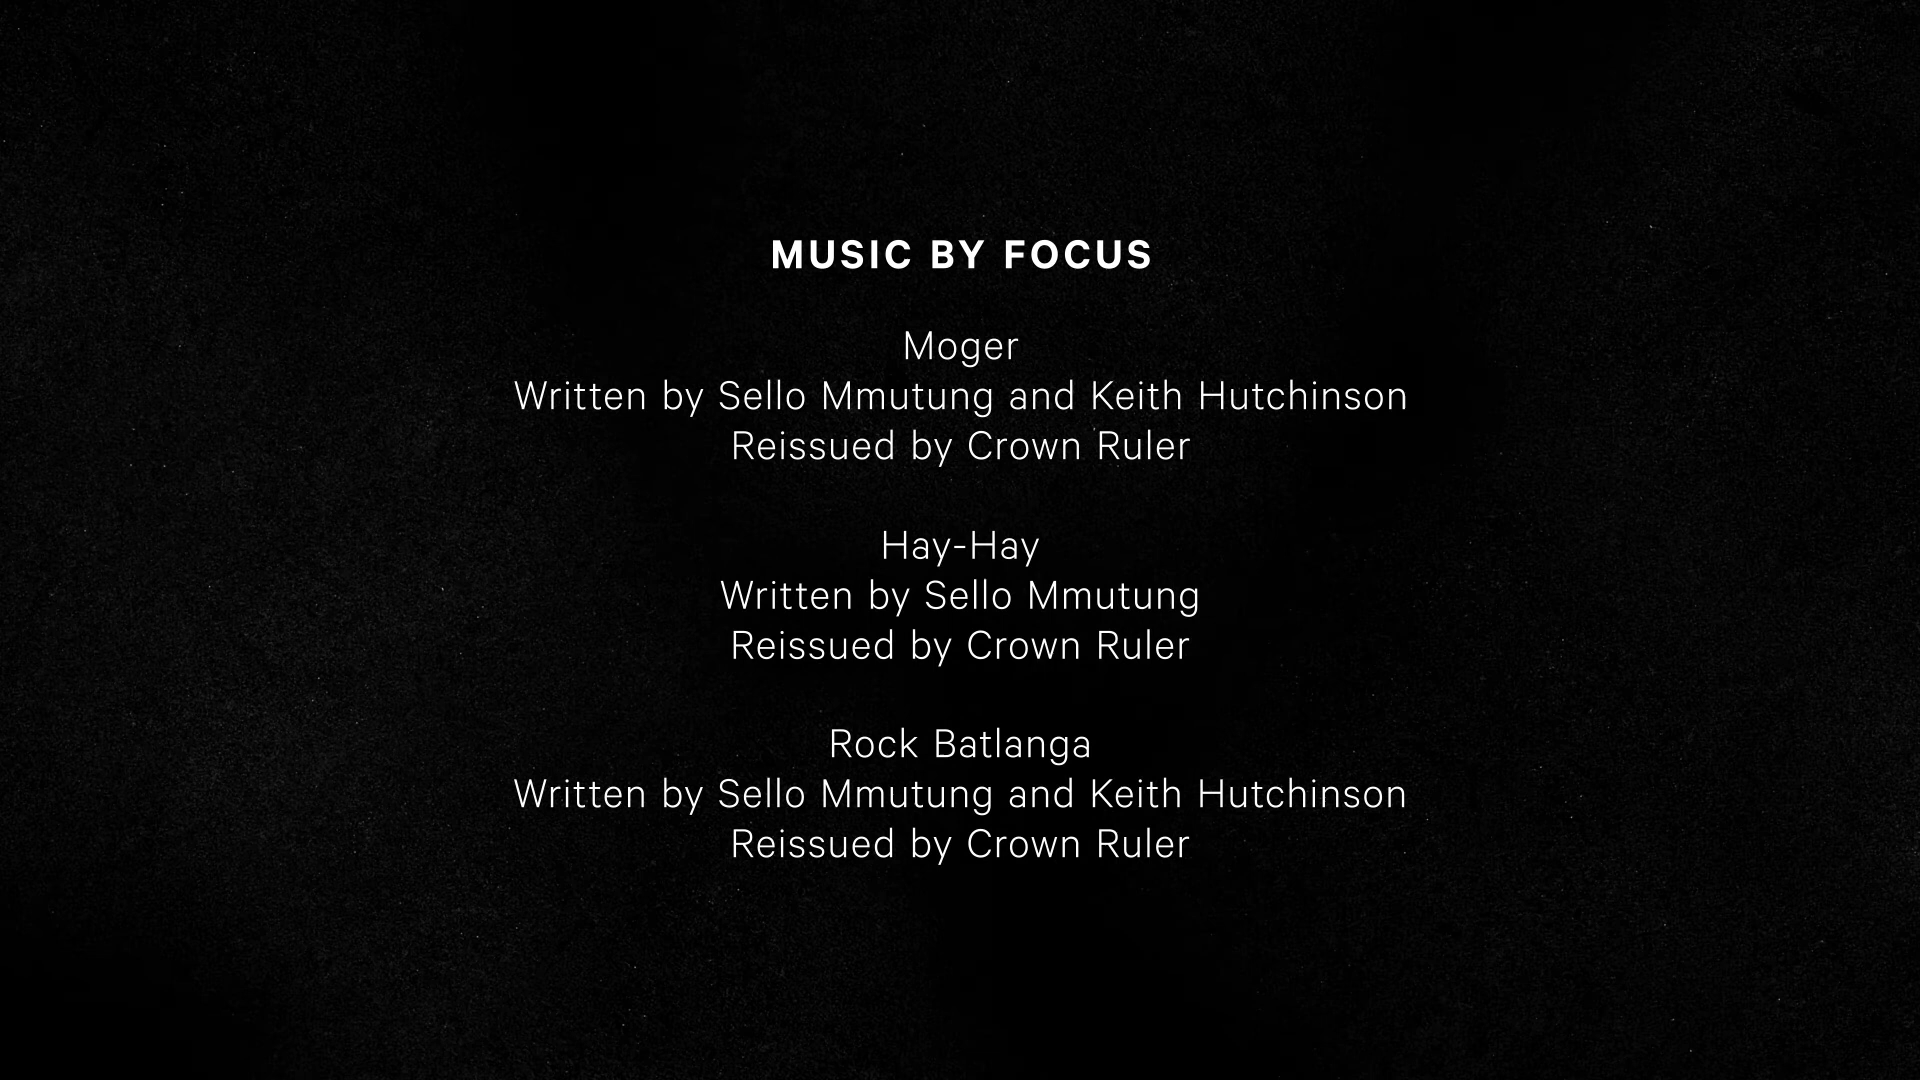 MUSIC BY FOCUS
Moger
Written by Sello Mmutung and Keith Hutchinson
Reissued by Crown Ruler
Hay-Hay
Written by Sello Mmutung
Reissued by Crown Ruler
Rock Batlanga
Written by Sello Mmutung and Keith Hutchinson
Reissued by Crown Ruler